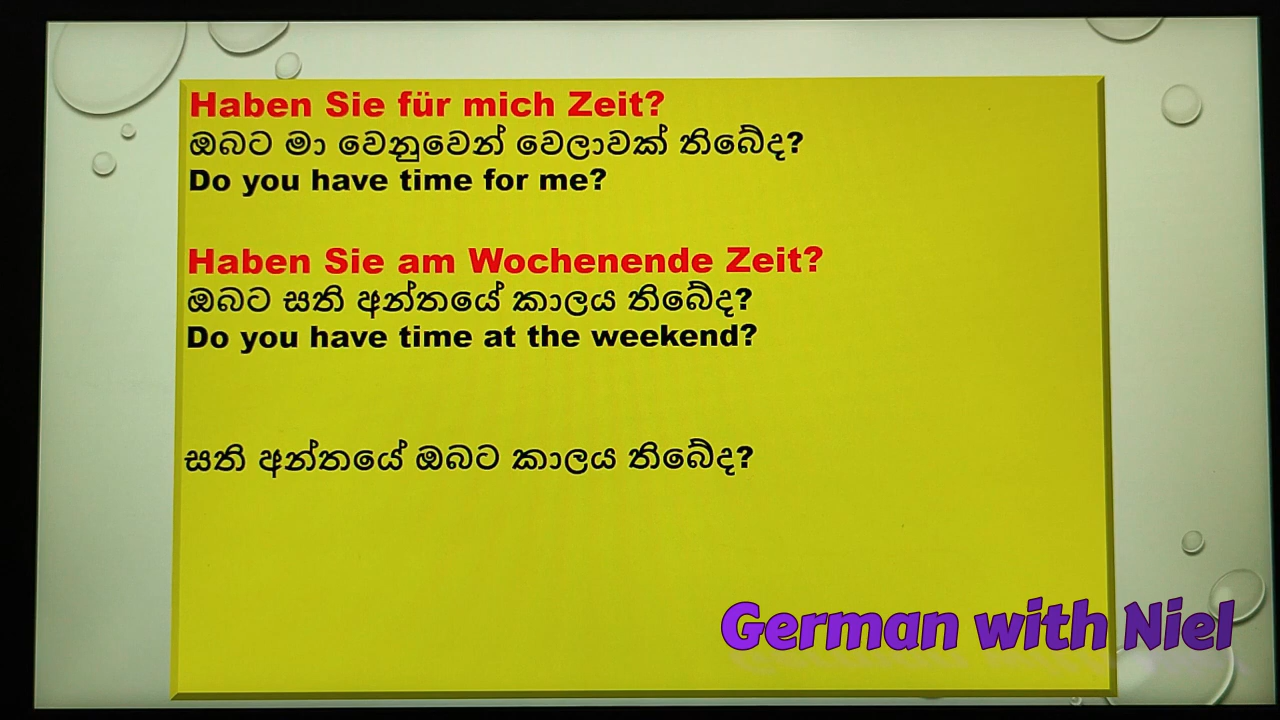 Haben Sie für mich Zeit?
ඔබට මා වෙනුවෙන් වෙලාවක් තිබේද?
Do you have time for me?
Haben Sie am Wochenende Zeit?
ඔබට සති අන්තයේ කාලය තිබේද?
Do you have time at the weekend?
සති අන්තයේ ඔබට කාලය තිබේද?
German with Niel